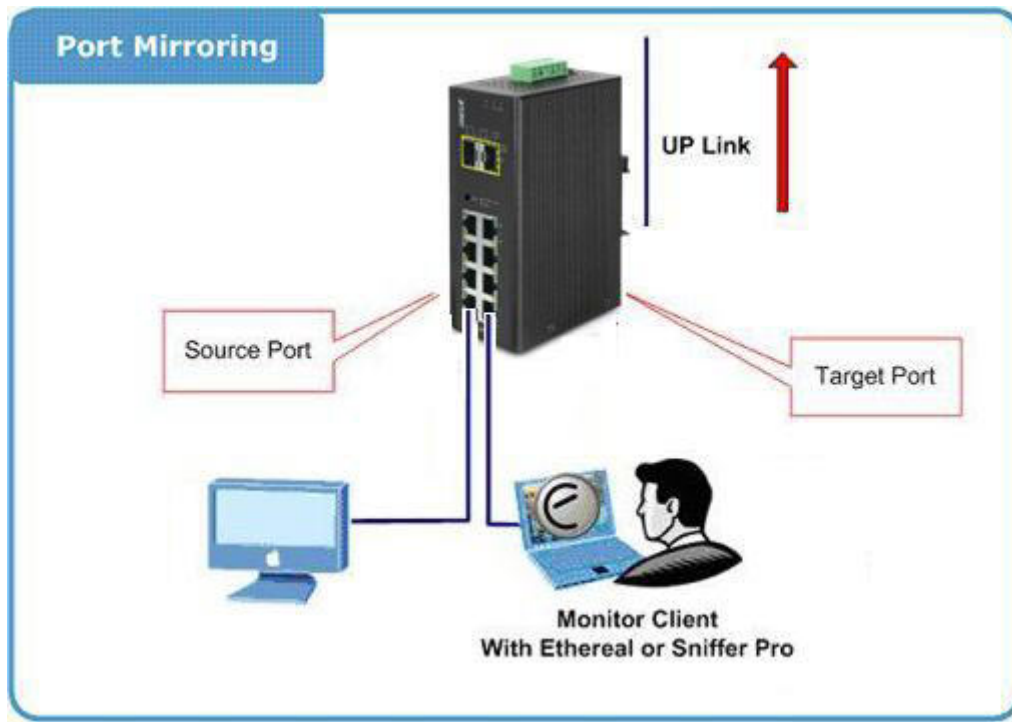 Port Mirroring
UP Link
Source Port
Target Port
Monitor Client
With Ethereal or Sniffer Pro